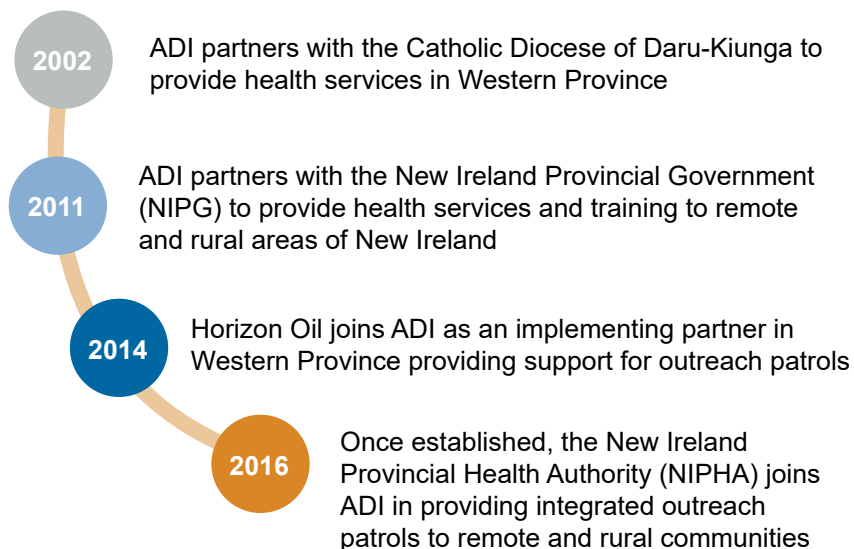 2002
ADI partners with the Catholic Diocese of Daru-Kiunga to
provide health services in Western Province
2011
ADI partners with the New Ireland Provincial Government
(NIPG) to provide health services and training to remote
and rural areas of New Ireland
2014
Horizon Oil joins ADI as an implementing partner in
Western Province providing support for outreach patrols
2016
Once established, the New Ireland
Provincial Health Authority (NIPHA) joins
ADI in providing integrated outreach
patrols to remote and rural communities